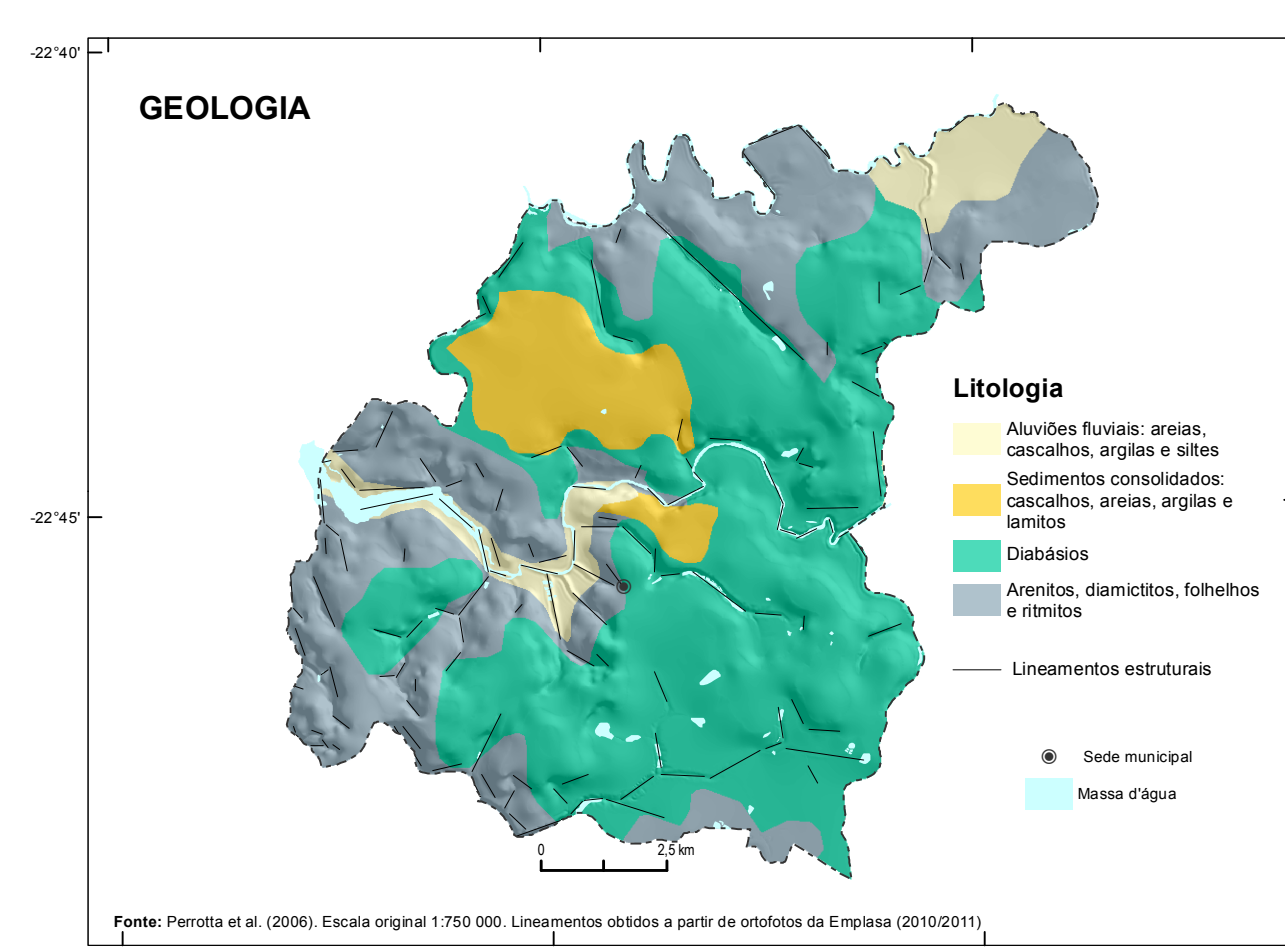 -22°40'
GEOLOGIA
Litologia
Aluviões fluviais: areias,
cascalhos, argilas e siltes
Sedimentos consolidados:
cascalhos, areias, argilas e
lamitos
Diabásios
Arenitos, diamictitos, folhelhos
e ritmitos
-22°45'
Lineamentos estruturais
Sede municipal
Massa d'água
0 2,5 km
Fonte: Perrotta et al. (2006). Escala original 1:750 000. Lineamentos obtidos a partir de ortofotos da Emplasa (2010/2011)